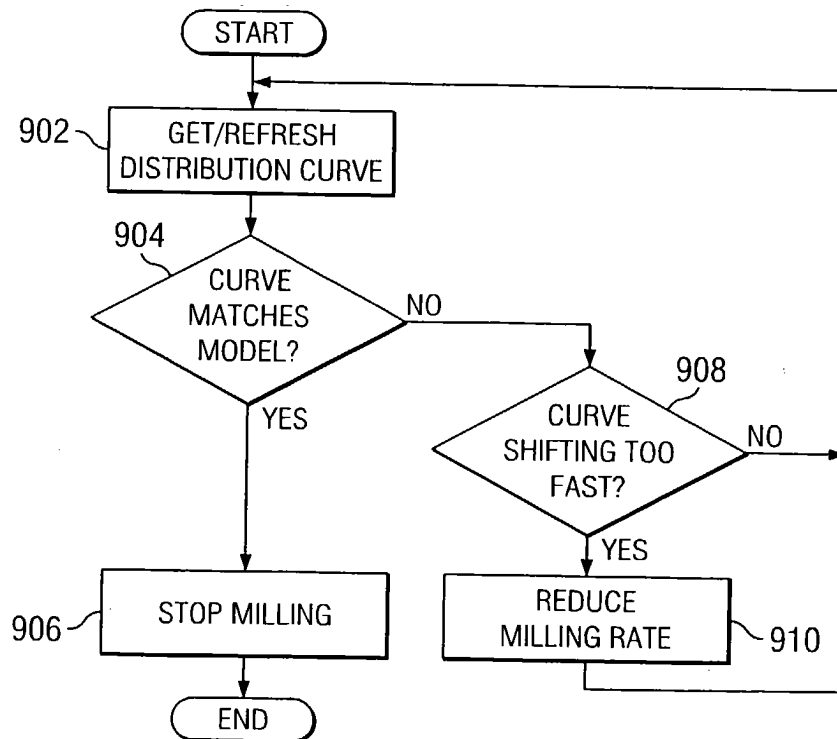 START
902
GET/REFRESH
DISTRIBUTION CURVE
904
CURVE
MATCHES
MODEL?
NO
YES
908
CURVE
SHIFTING TOO
FAST?
NO
YES
906
STOP MILLING
REDUCE
MILLING RATE
910
END